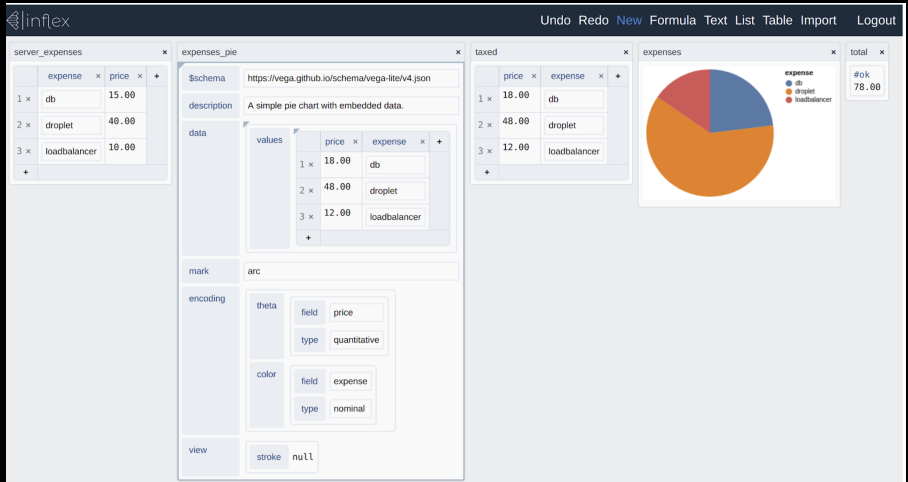 inflex
Undo Redo New Formula Text List Table Import Logout
server_expenses ×
expense × price × +
1 × db 15.00
2 × droplet 40.00
3 × loadbalancer 10.00
+
expenses_pie ×
$schema https://vega.github.io/schema/vega-lite/v4.json
description A simple pie chart with embedded data.
data
values
price × expense × +
1 × 18.00 db
2 × 48.00 droplet
3 × 12.00 loadbalancer
+
mark arc
encoding
theta
field price
type quantitative
color
field expense
type nominal
view
stroke null
taxed ×
price × expense × +
1 × 18.00 db
2 × 48.00 droplet
3 × 12.00 loadbalancer
+
expenses ×
expense
db
droplet
loadbalancer
total ×
#ok
78.00